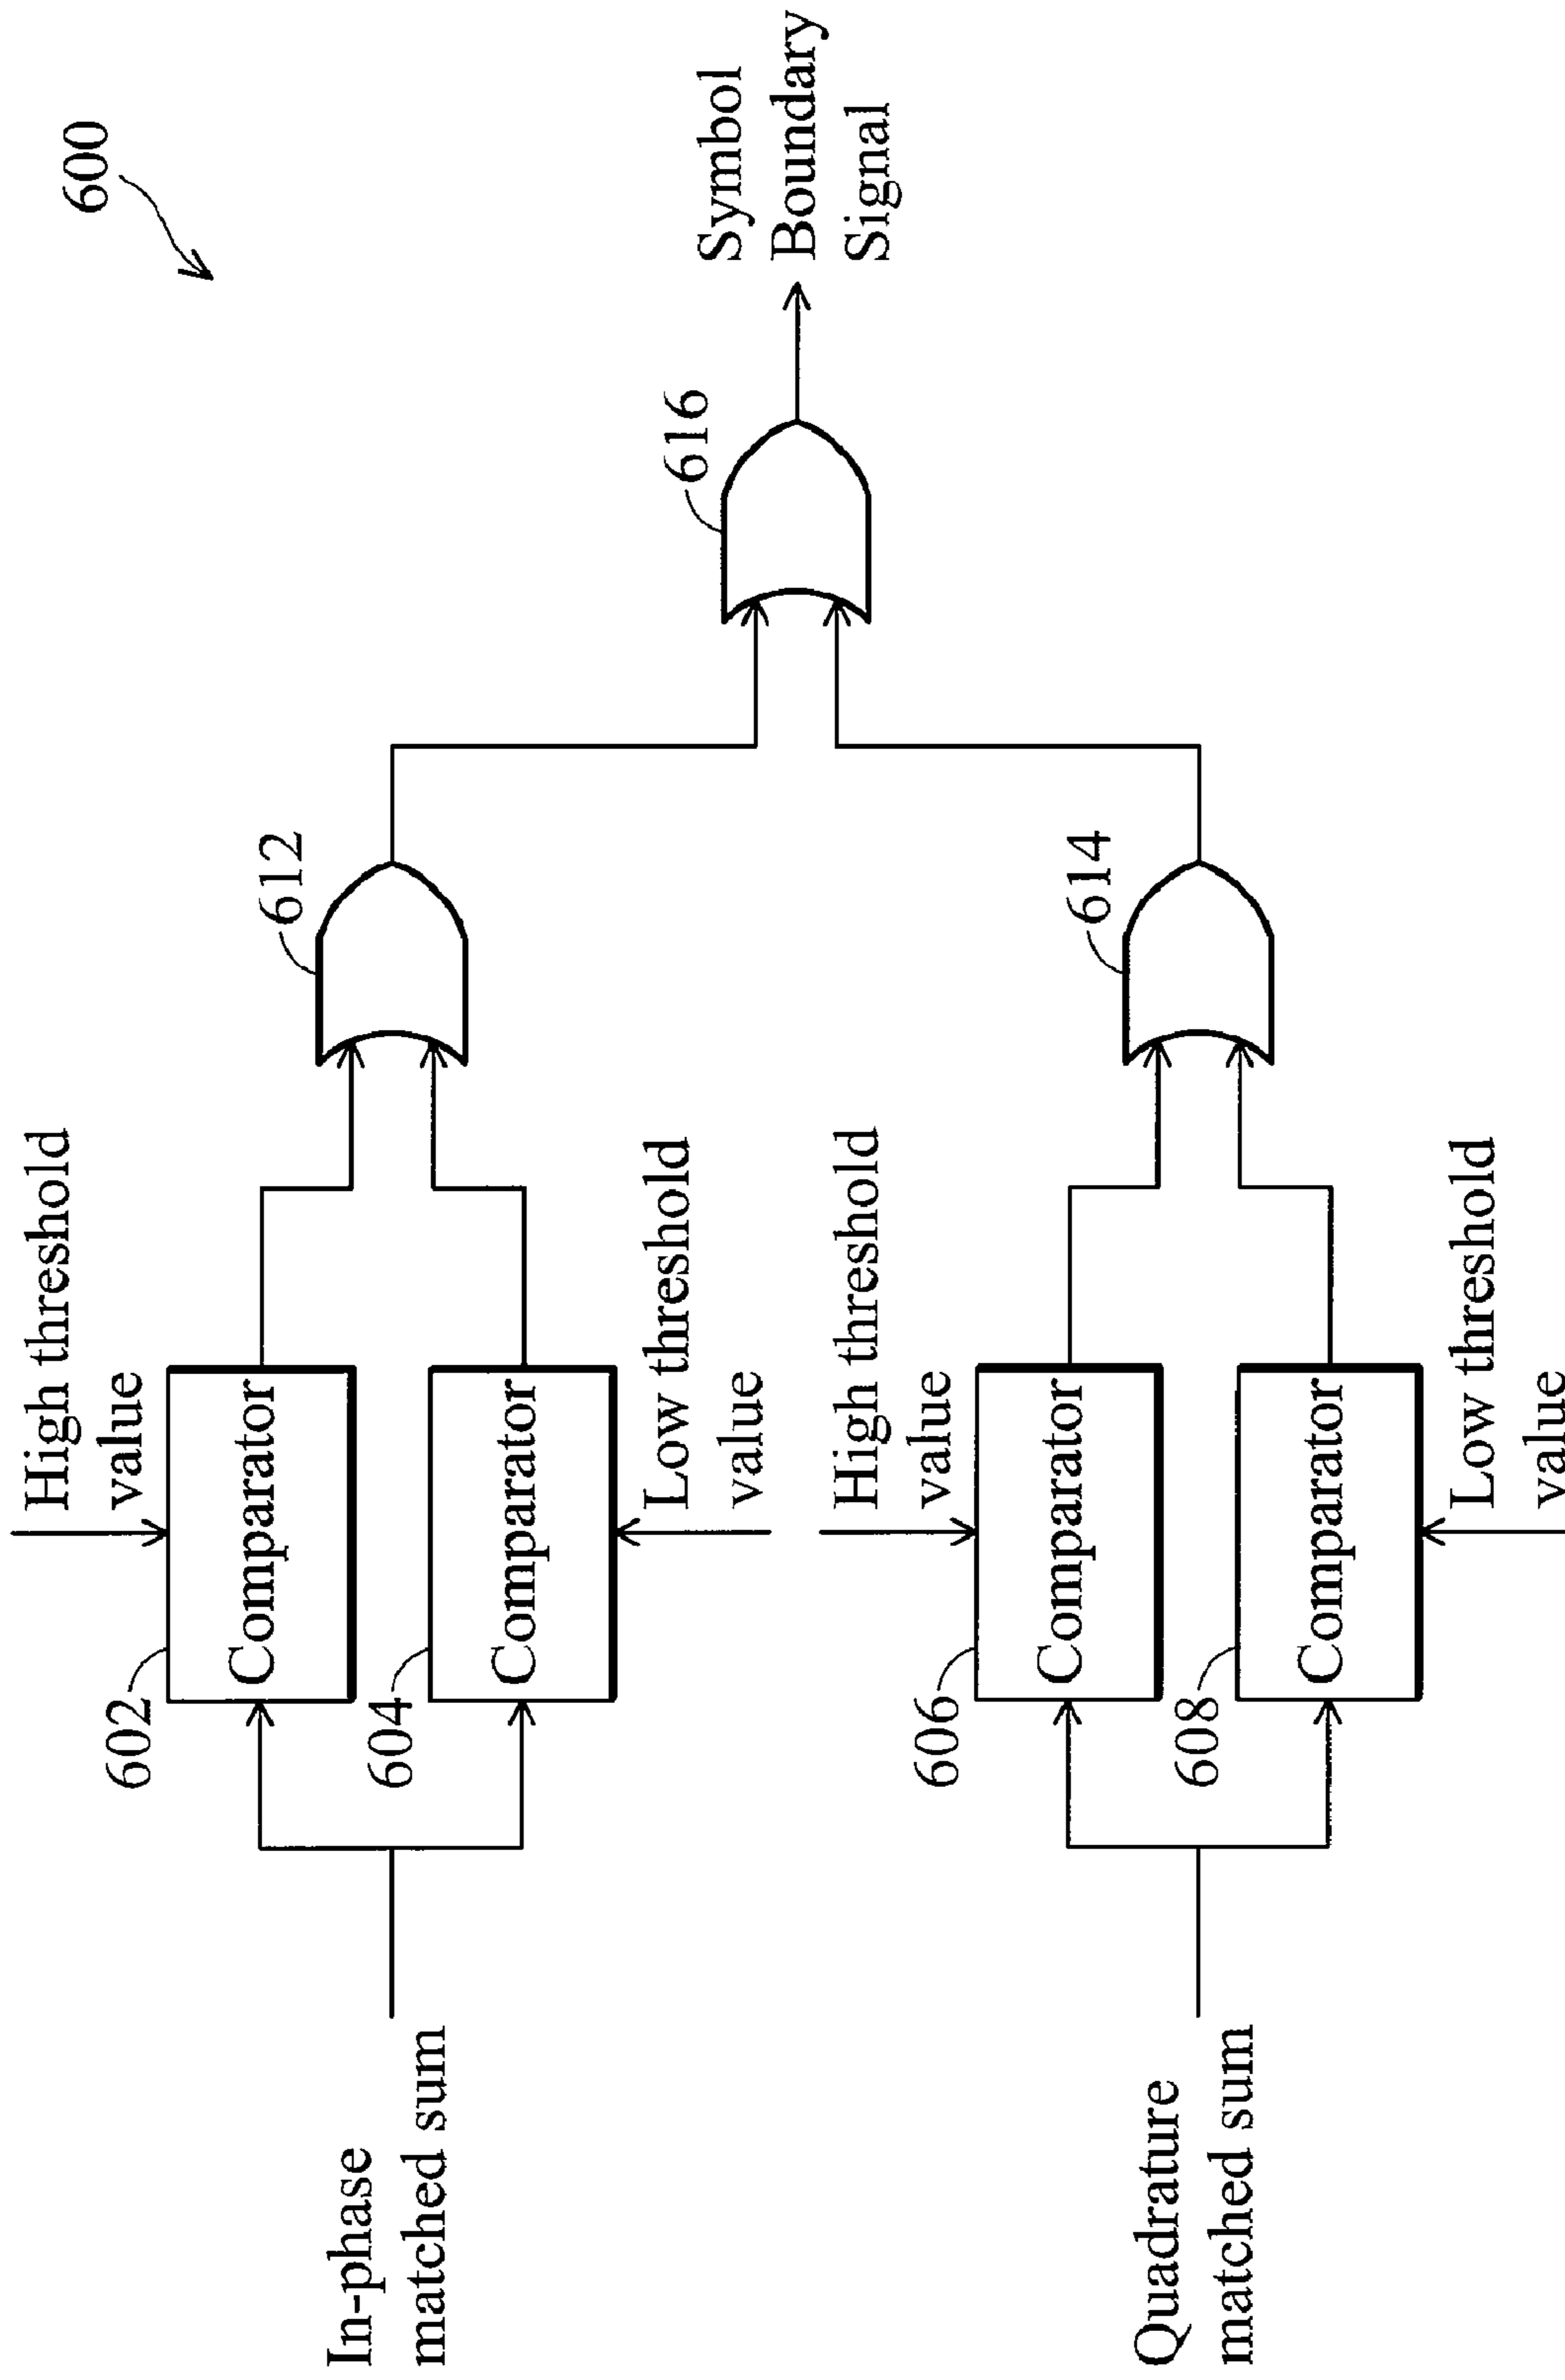 600
High threshold
value
602
Comparator
612
In-phase
matched sum
604
Comparator
Low threshold
value
616
Symbol
Boundary
Signal
High threshold
value
606
Comparator
614
Quadrature
matched sum
608
Comparator
Low threshold
value